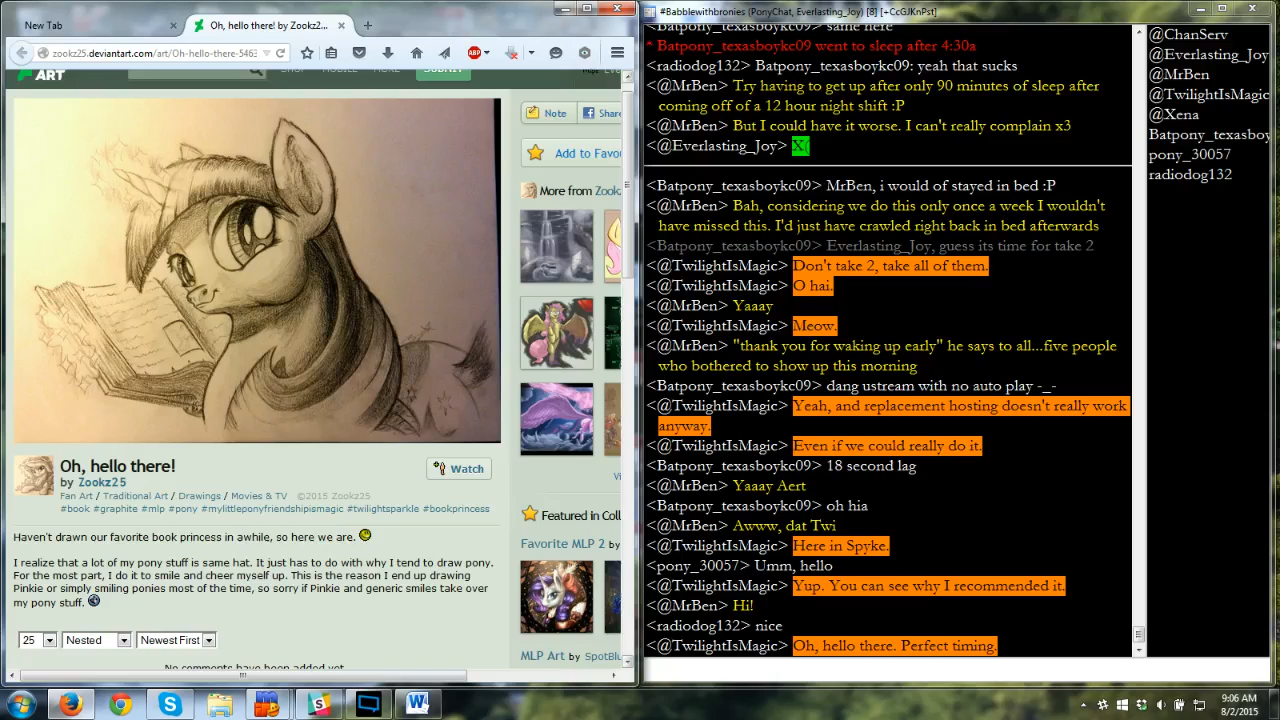 New Tab
Oh, hello there! by Zookz2...
zookz25.deviantart.com/art/Oh-hello-there-5463
ABP
ART
SHOP MOBILE MORE SUBMIT
Note
Share
Add to Favou
More from Zook
Oh, hello there!
by Zookz25
Watch
Fan Art / Traditional Art / Drawings / Movies & TV ©2015 Zookz25
#book #graphite #mlp #pony #mylittleponyfriendshipismagic #twilightsparkle #bookprincess
Haven't drawn our favorite book princess in awhile, so here we are.
I realize that a lot of my pony stuff is same hat. It just has to do with why I tend to draw pony.
For the most part, I do it to smile and cheer myself up. This is the reason I end up drawing
Pinkie or simply smiling ponies most of the time, so sorry if Pinkie and generic smiles take over
my pony stuff.
25
Nested
Newest First
No comments have been added yet
Vi
Featured in Coll
Favorite MLP 2 by
MLP Art by SpotBlu
#Babblewithbronies (PonyChat, Everlasting_Joy) [8] [+CcGJKnPst]
<Batpony_texasboykc09> same here
* Batpony_texasboykc09 went to sleep after 4:30a
<radiodog132> Batpony_texasboykc09: yeah that sucks
<@MrBen> Try having to get up after only 90 minutes of sleep after
coming off of a 12 hour night shift :P
<@MrBen> But I could have it worse. I can't really complain x3
<@Everlasting_Joy> X(
<Batpony_texasboykc09> MrBen, i would of stayed in bed :P
<@MrBen> Bah, considering we do this only once a week I wouldn't
have missed this. I'd just have crawled right back in bed afterwards
<Batpony_texasboykc09> Everlasting_Joy, guess its time for take 2
<@TwilightIsMagic> Don't take 2, take all of them.
<@TwilightIsMagic> O hai.
<@MrBen> Yaaay
<@TwilightIsMagic> Meow.
<@MrBen> "thank you for waking up early" he says to all...five people
who bothered to show up this morning
<Batpony_texasboykc09> dang ustream with no auto play -_-
<@TwilightIsMagic> Yeah, and replacement hosting doesn't really work
anyway.
<@TwilightIsMagic> Even if we could really do it.
<Batpony_texasboykc09> 18 second lag
<@MrBen> Yaaay Aert
<Batpony_texasboykc09> oh hia
<@MrBen> Awww, dat Twi
<@TwilightIsMagic> Here in Spyke.
<pony_30057> Umm, hello
<@TwilightIsMagic> Yup. You can see why I recommended it.
<@MrBen> Hi!
<radiodog132> nice
<@TwilightIsMagic> Oh, hello there. Perfect timing.
@ChanServ
@Everlasting_Joy
@MrBen
@TwilightIsMagic
@Xena
Batpony_texasboy
pony_30057
radiodog132
9:06 AM
8/2/2015